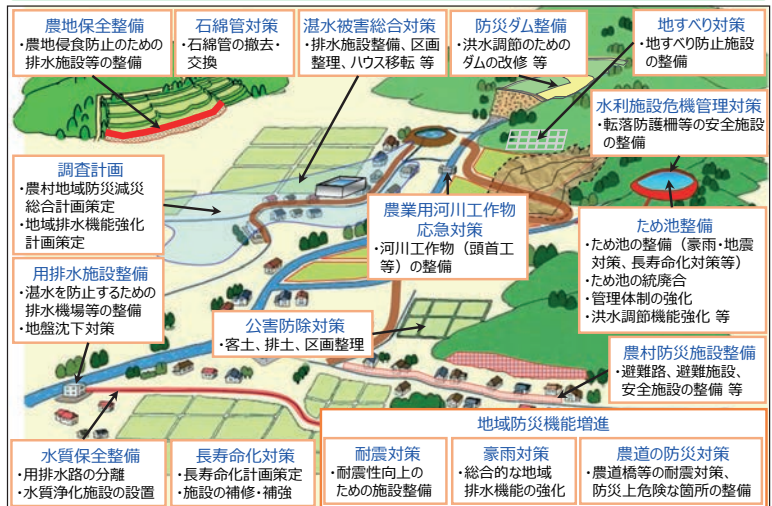 農地保全整備
・農地侵食防止のための
排水施設等の整備
石綿管対策
・石綿管の撤去・
交換
湛水被害総合対策
・排水施設整備、区画
整理、ハウス移転 等
防災ダム整備
・洪水調節のための
ダムの改修 等
地すべり対策
・地すべり防止施設
の整備
水利施設危機管理対策
・転落防護柵等の安全施設
の整備
調査計画
・農村地域防災減災
総合計画策定
・地域排水機能強化
計画策定
農業用河川工作物
応急対策
・河川工作物（頭首工
等）の整備
ため池整備
・ため池の整備（豪雨・地震
対策、長寿命化対策等）
・ため池の統廃合
・管理体制の強化
・洪水調節機能強化 等
用排水施設整備
・湛水を防止するための
排水機場等の整備
・地盤沈下対策
公害防除対策
・客土、排土、区画整理
農村防災施設整備
・避難路、避難施設、
安全施設の整備 等
水質保全整備
・用排水路の分離
・水質浄化施設の設置
長寿命化対策
・長寿命化計画策定
・施設の補修・補強
地域防災機能増進
耐震対策
・耐震性向上の
ための施設整備
豪雨対策
・総合的な地域
排水機能の強化
農道の防災対策
・農道橋等の耐震対策、
防災上危険な箇所の整備